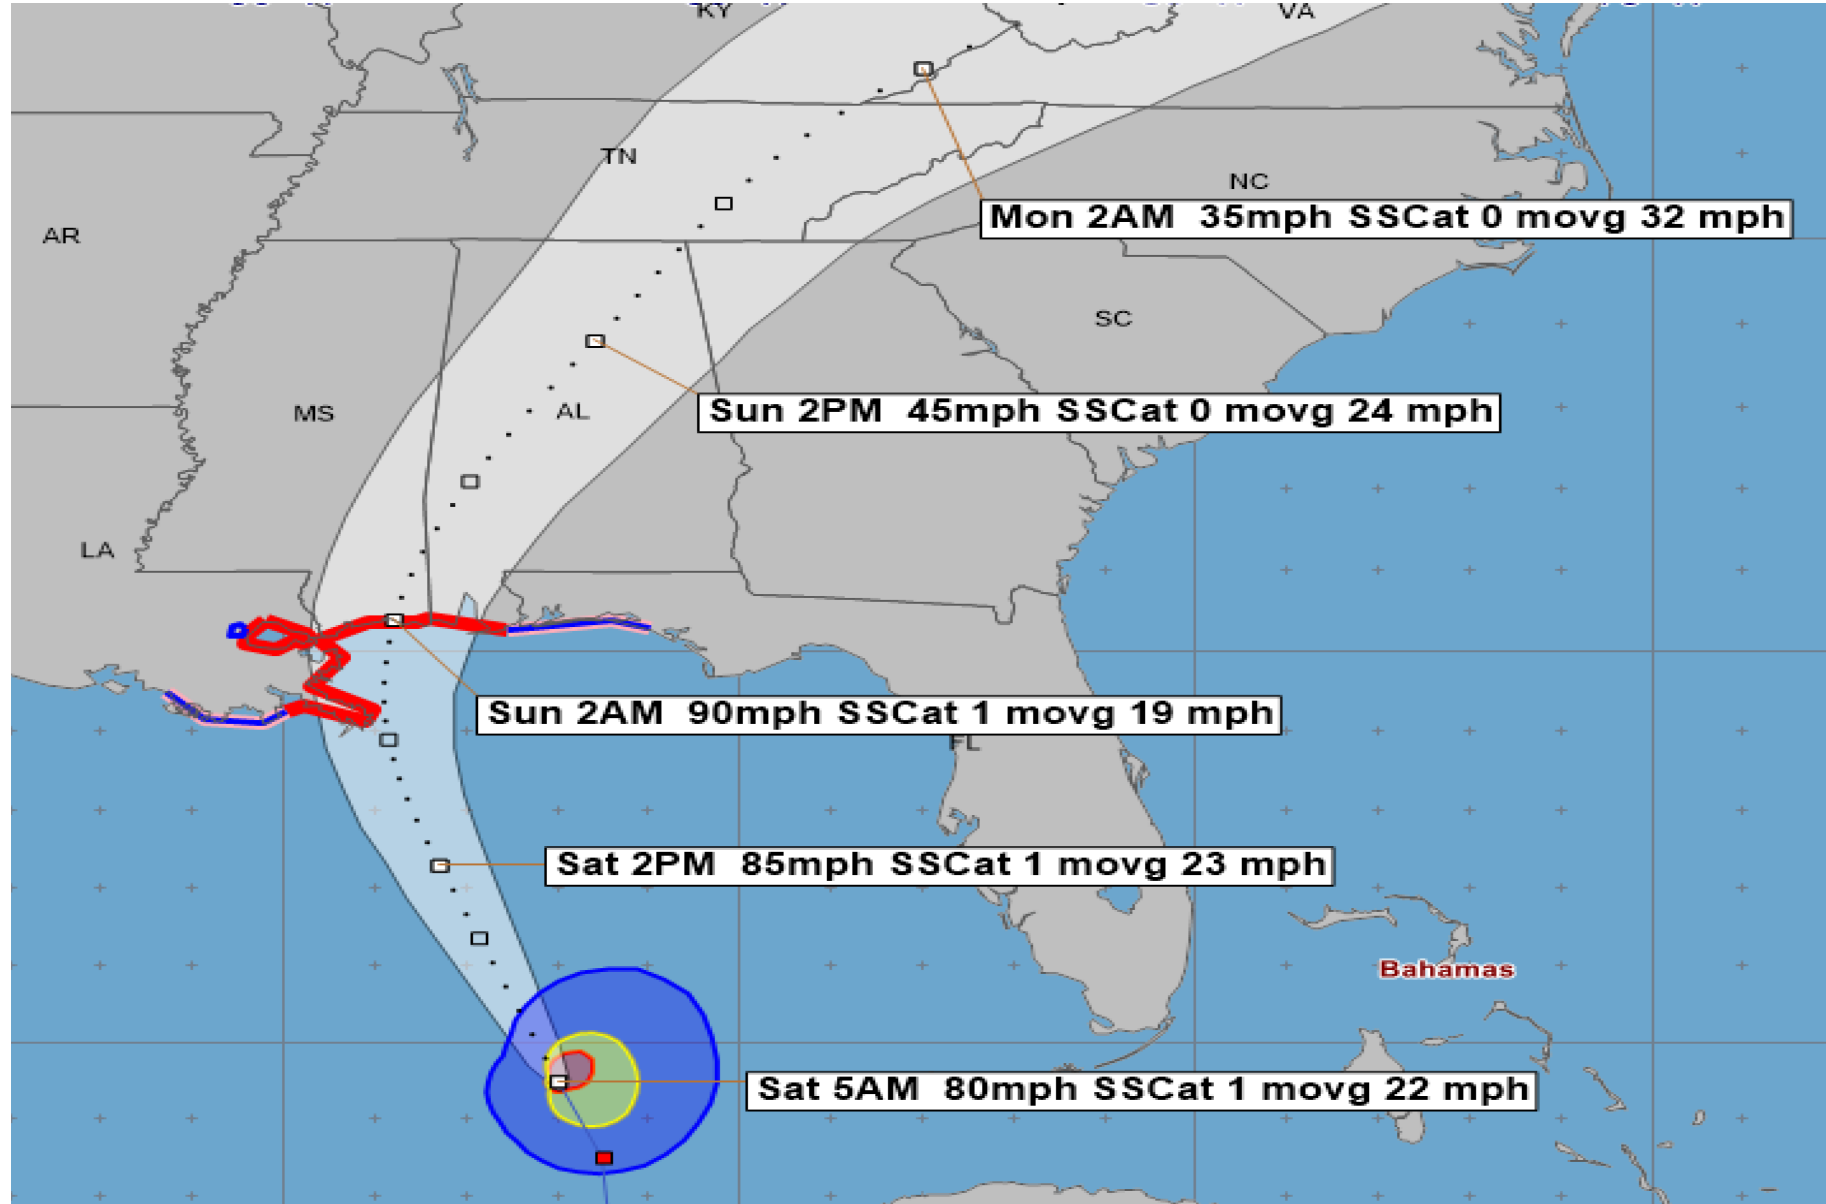 KY
VA
TN
NC
AR
Mon 2AM 35mph SSCat 0 movg 32 mph
SC
MS
AL
Sun 2PM 45mph SSCat 0 movg 24 mph
LA
Sun 2AM 90mph SSCat 1 movg 19 mph
FL
Sat 2PM 85mph SSCat 1 movg 23 mph
Bahamas
Sat 5AM 80mph SSCat 1 movg 22 mph